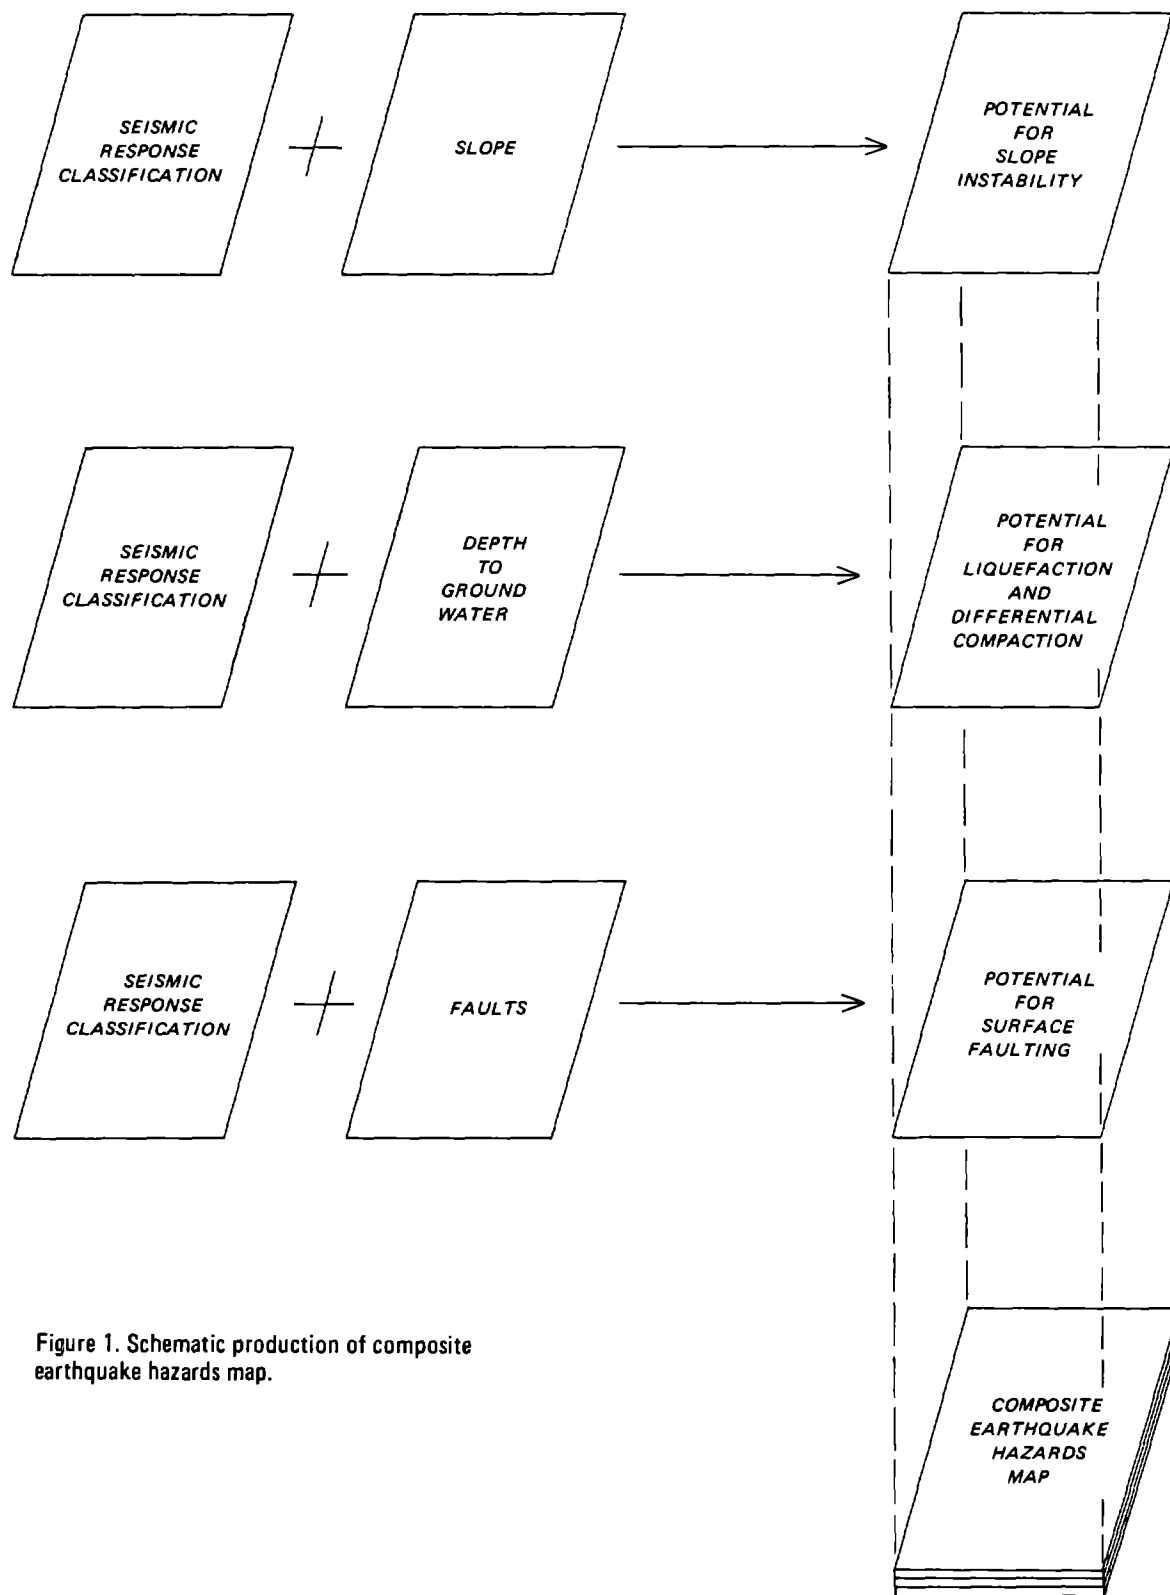 SEISMIC
RESPONSE
CLASSIFICATION
SLOPE
POTENTIAL
FOR
SLOPE
INSTABILITY
SEISMIC
RESPONSE
CLASSIFICATION
DEPTH
TO
GROUND
WATER
POTENTIAL
FOR
LIQUEFACTION
AND
DIFFERENTIAL
COMPACTION
SEISMIC
RESPONSE
CLASSIFICATION
FAULTS
POTENTIAL
FOR
SURFACE
FAULTING
Figure 1. Schematic production of composite
earthquake hazards map.
COMPOSITE
EARTHQUAKE
HAZARDS
MAP